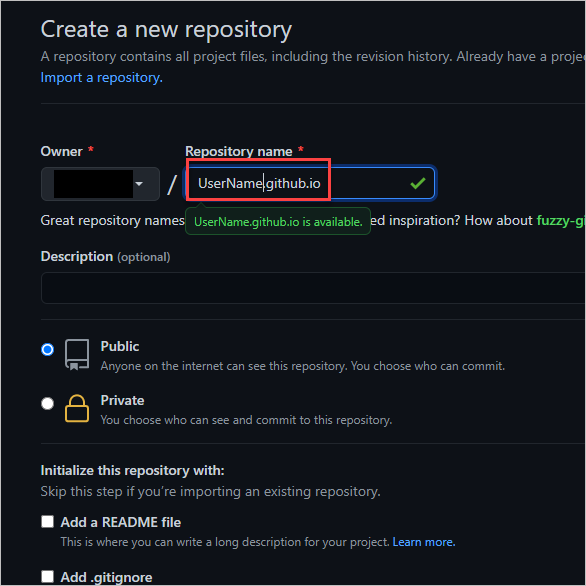 Create a new repository
A repository contains all project files, including the revision history. Already have a
Import a repository.
Owner * Repository name *
/ UserName.github.io
Great repository names inspiration? How about
UserName.github.io is available.
Description (optional)
Public
Anyone on the internet can see this repository. You choose who can commit.
Private
You choose who can see and commit to this repository.
Initialize this repository with:
Skip this step if you're importing an existing repository.
Add a README file
This is where you can write a long description for your project. Learn more.
Add .gitignore